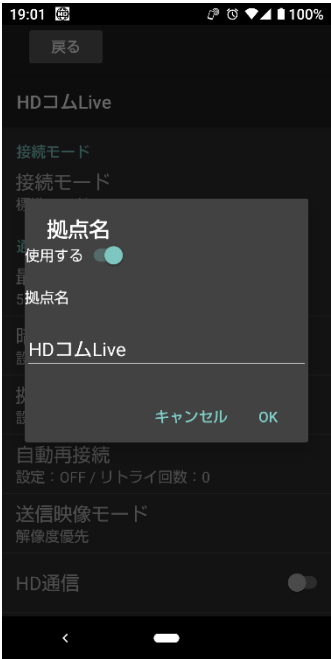 19:01 100%
戻る
HDコムLive
接続モード
接続モード
拠点名
使用する
拠点名
HDコムLive
キャンセル OK
自動再接続
設定：OFF / リトライ回数：0
送信映像モード
解像度優先
HD通信